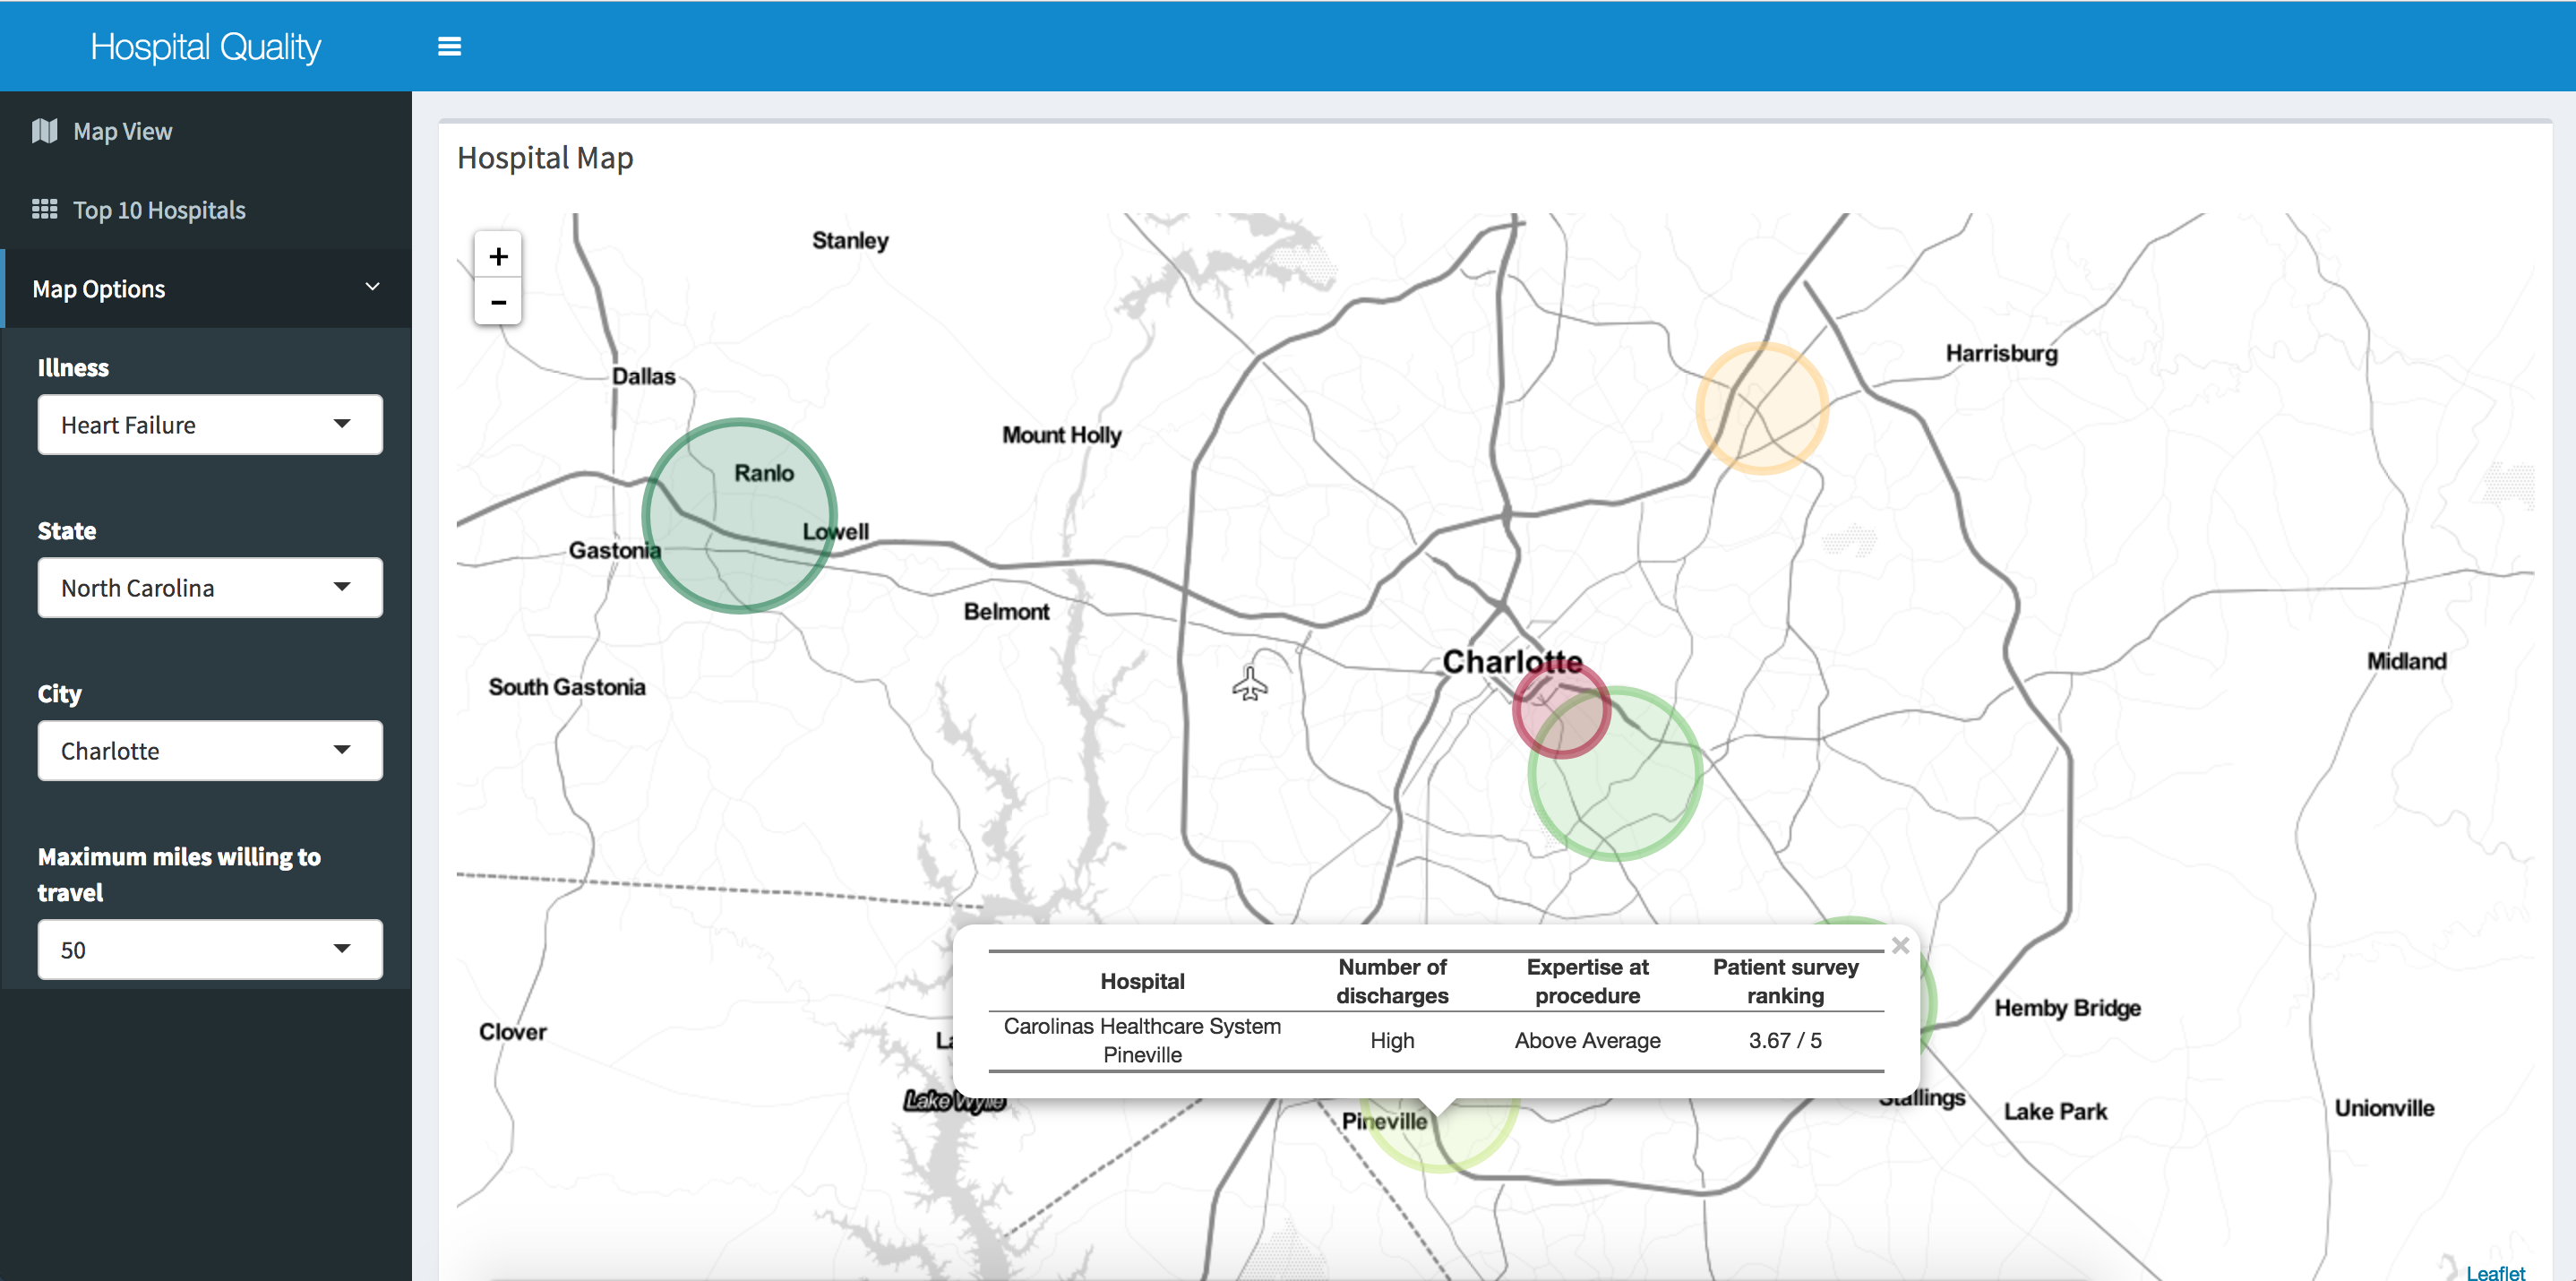 Hospital Quality
Map View
Top 10 Hospitals
Map Options
Illness
Heart Failure
State
North Carolina
City
Charlotte
Maximum miles willing to
travel
50
Hospital Map
+
−
Stanley
Dallas
Harrisburg
Mount Holly
Ranlo
Lowell
Gastonia
Belmont
Charlotte
Midland
South Gastonia
Clover
Hemby Bridge
×
Hospital
Number of
discharges
Expertise at
procedure
Patient survey
ranking
Carolinas Healthcare System
Pineville
High
Above Average
3.67 / 5
Lake Wylie
Pineville
Stallings
Lake Park
Unionville
Leaflet